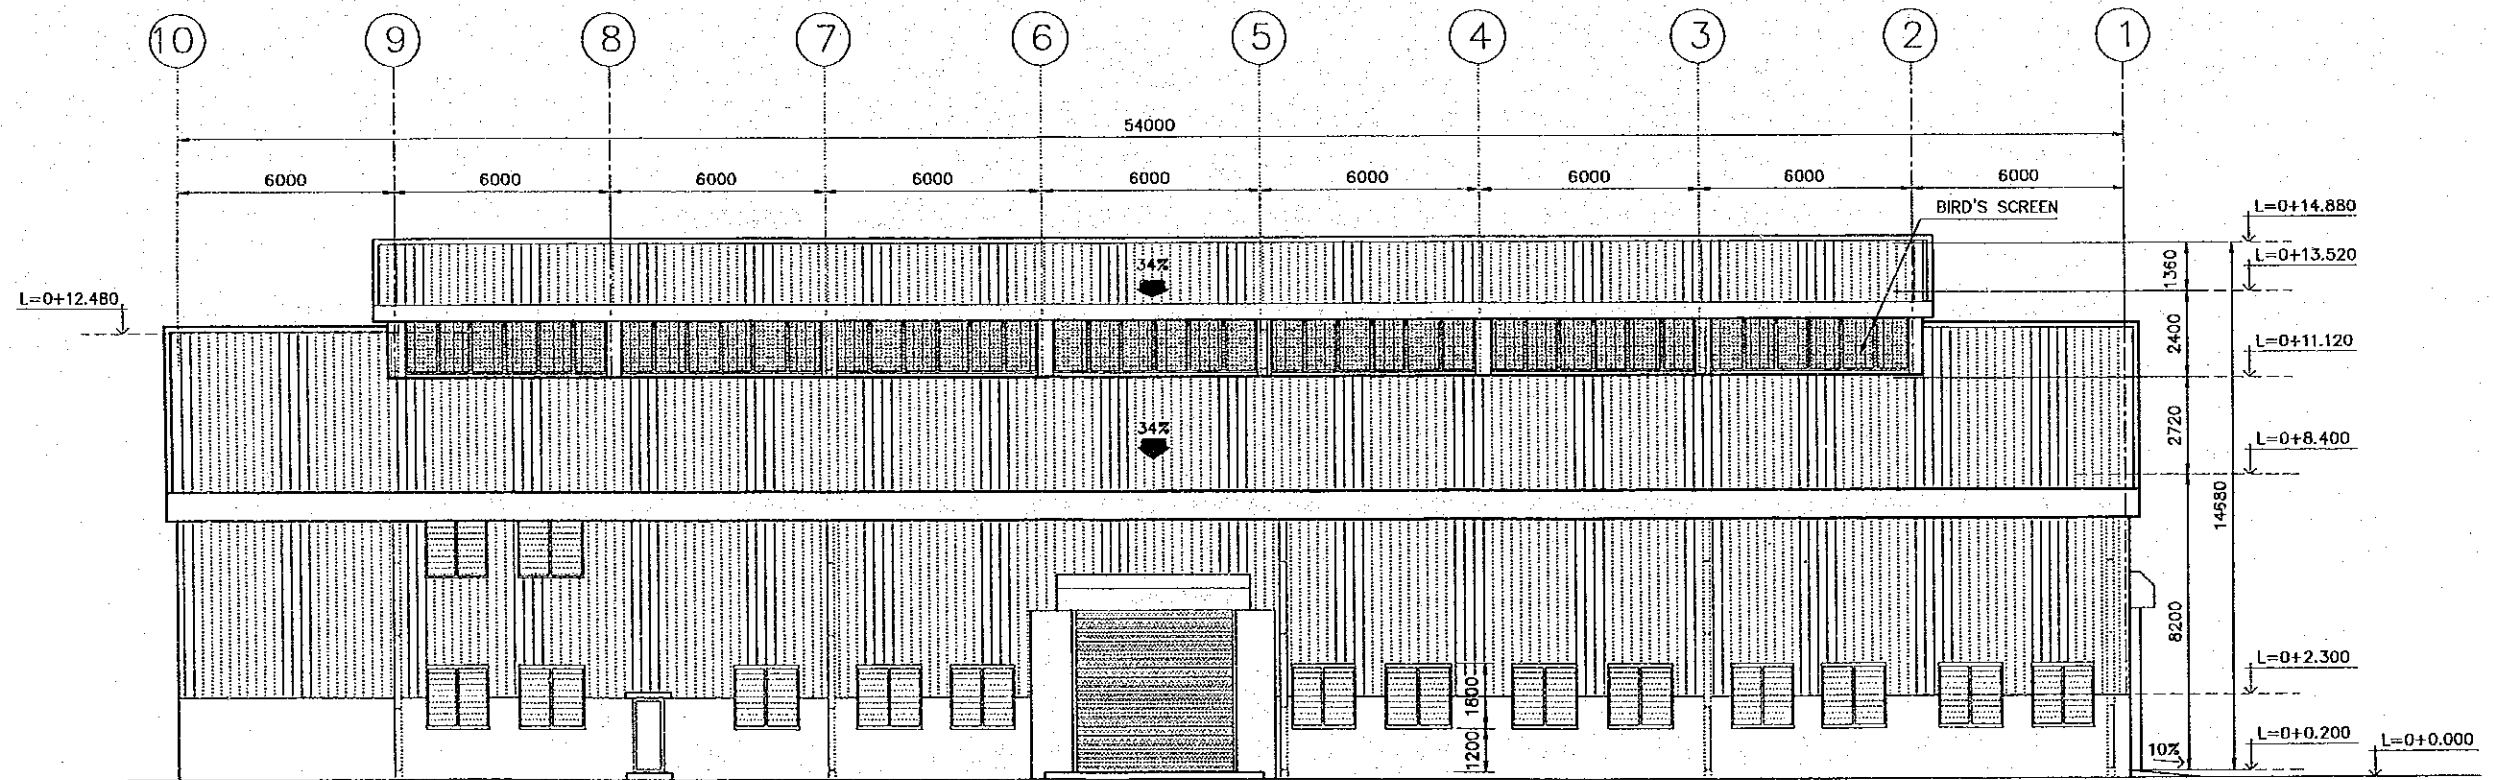 10 9 8 7 6 5 4 3 2 1
54000
6000 6000 6000 6000 6000 6000 6000 6000 6000
BIRD'S SCREEN
L=0+14.880
34%
1360
L=0+13.520
L=0+12.480
2400
L=0+11.120
34%
2720
L=0+8.400
14680
8200
L=0+2.300
1800
1200
10%
L=0+0.200
L=0+0.000